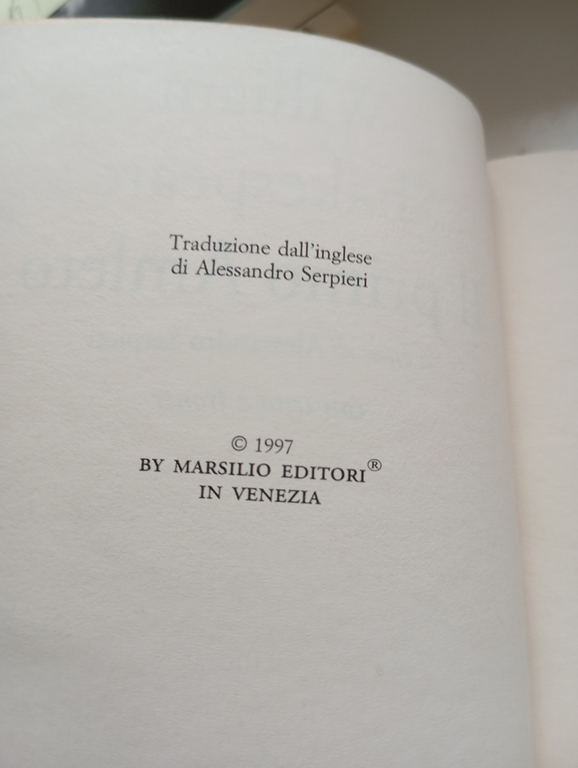 Traduzione dall'inglese
di Alessandro Serpieri
© 1997
BY MARSILIO EDITORI®
IN VENEZIA